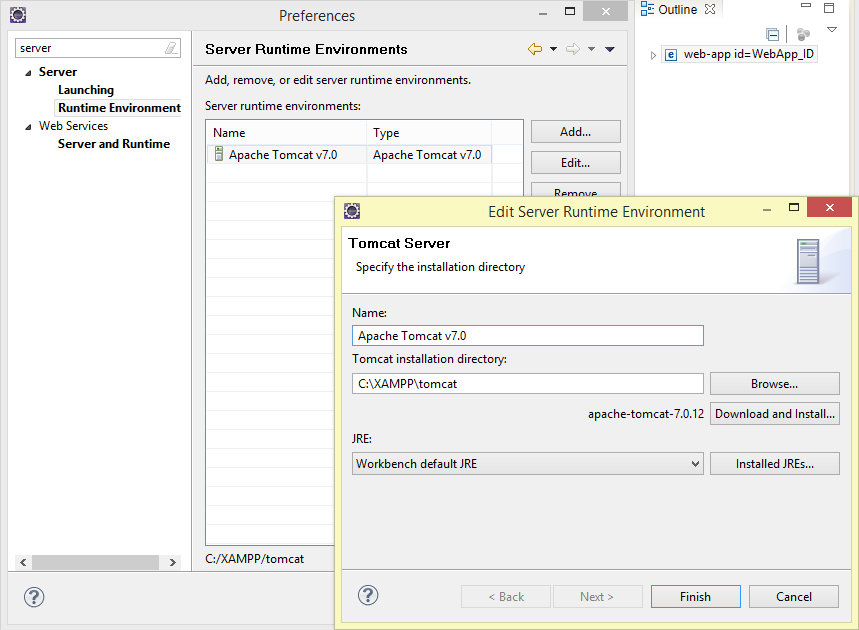 Preferences
server
Server
Launching
Runtime Environment
Web Services
Server and Runtime
Server Runtime Environments
Add, remove, or edit server runtime environments.
Server runtime environments:
Name Type
Apache Tomcat v7.0 Apache Tomcat v7.0
Add...
Edit...
Remove
C:/XAMPP/tomcat
Outline
web-app id=WebApp_ID
Edit Server Runtime Environment
Tomcat Server
Specify the installation directory
Name:
Apache Tomcat v7.0
Tomcat installation directory:
C:\XAMPP\tomcat
Browse...
apache-tomcat-7.0.12 Download and Install...
JRE:
Workbench default JRE
Installed JREs...
< Back Next > Finish Cancel